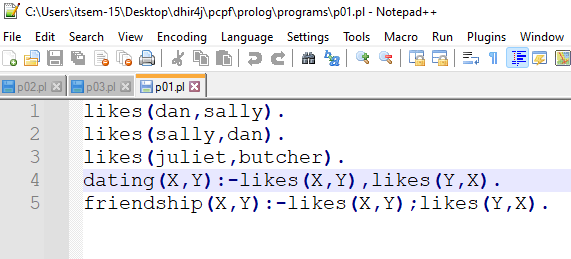 C:\Users\itsem-15\Desktop\dhir4j\pcpf\prolog\programs\p01.pl - Notepad++
File Edit Search View Encoding Language Settings Tools Macro Run Plugins Window
p02.pl p03.pl p01.pl
1 likes(dan,sally).
2 likes(sally,dan).
3 likes(juliet,butcher).
4 dating(X,Y):-likes(X,Y),likes(Y,X).
5 friendship(X,Y):-likes(X,Y);likes(Y,X).